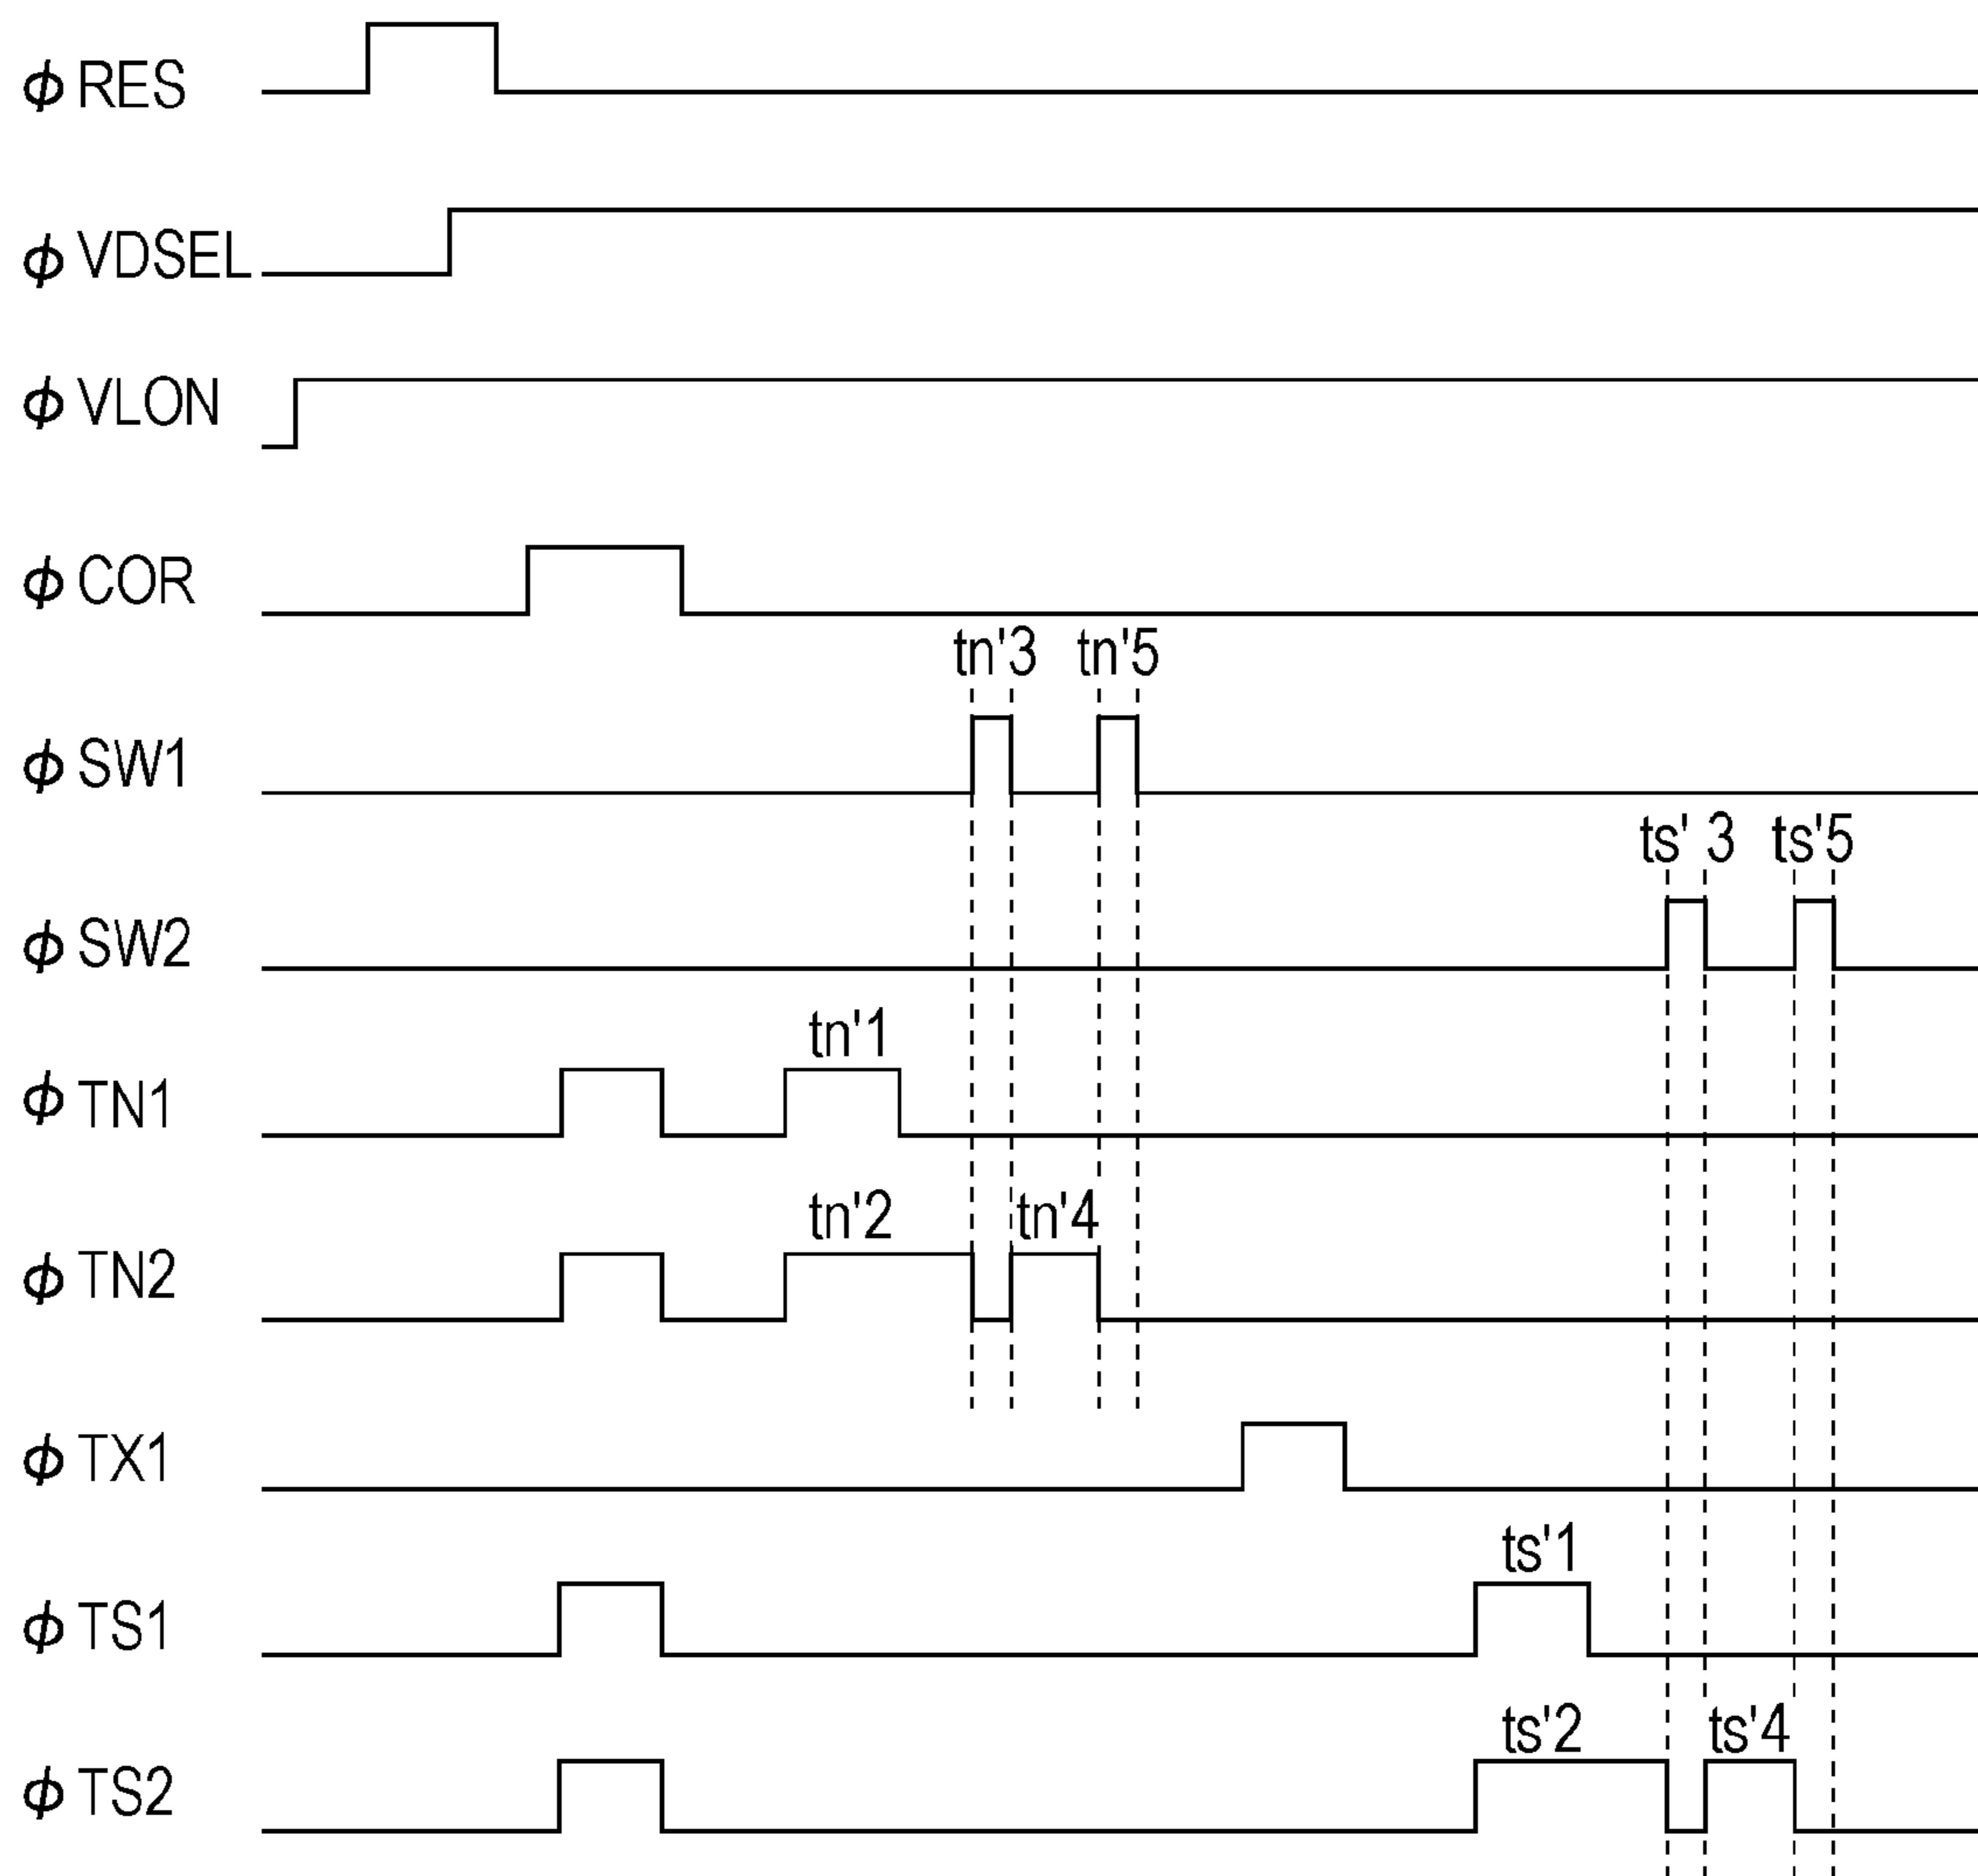 ϕRES
ϕVDSEL
ϕVLON
ϕCOR
tn'3 tn'5
ϕSW1
ts' 3 ts'5
ϕSW2
tn'1
ϕTN1
tn'2 tn'4
ϕTN2
ϕTX1
ts'1
ϕTS1
ts'2 ts'4
ϕTS2